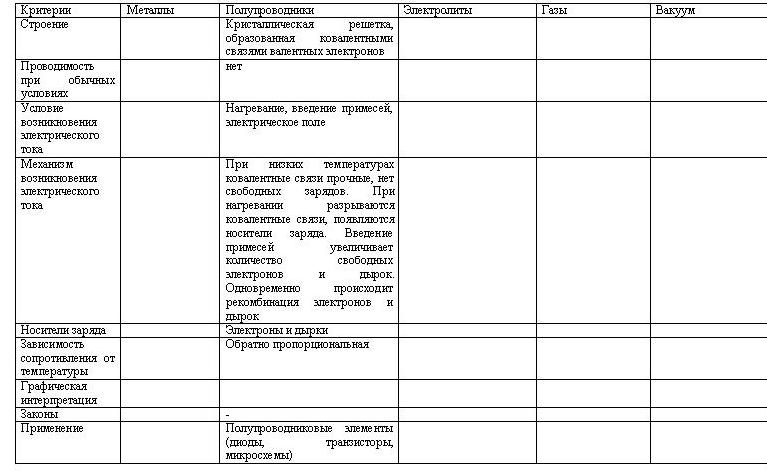 Критерии Металлы Полупроводники Электролиты Газы Вакуум
Строение Кристаллическая решетка,
образованная ковалентными
связями валентных электронов
Проводимость нет
при обычных
условиях
Условие Нагревание, введение примесей,
возникновения электрическое поле
электрического
тока
Механизм При низких температурах
возникновения ковалентные связи прочные, нет
электрического свободных зарядов. При
тока нагревании разрываются
ковалентные связи, появляются
носители заряда. Введение
примесей увеличивает
количество свободных
электронов и дырок.
Одновременно происходит
рекомбинация электронов и
дырок
Носители заряда Электроны и дырки
Зависимость Обратно пропорциональная
сопротивления от
температуры
Графическая
интерпретация
Законы -
Применение Полупроводниковые элементы
(диоды, транзисторы,
микросхемы)